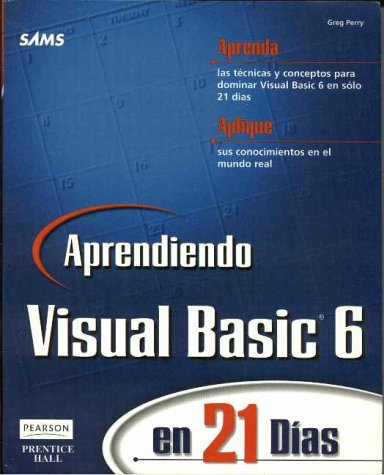 Greg Perry
SAMS
Aprenda
las técnicas y conceptos para
dominar Visual Basic 6 en sólo
21 días
Aplique
sus conocimientos en el
mundo real
Aprendiendo
Visual Basic® 6
PEARSON
PRENTICE
HALL
en 21 Días